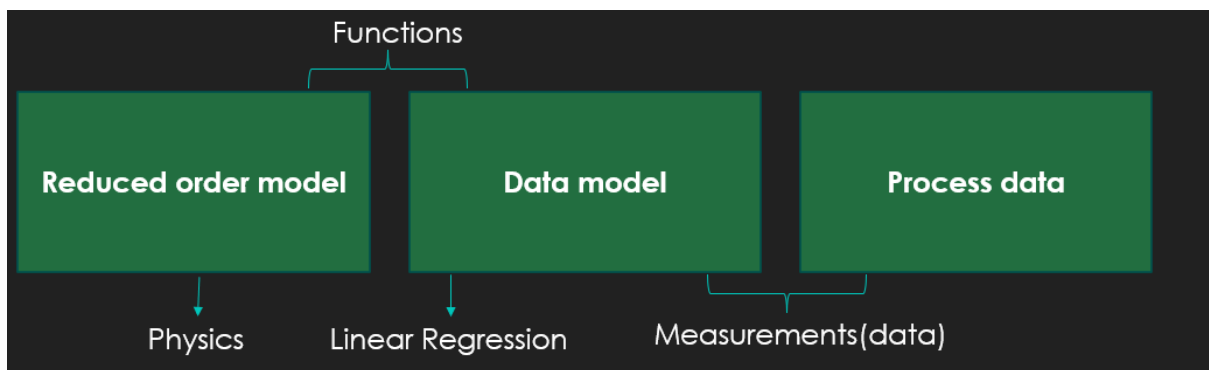 Functions
Reduced order model
Data model
Process data
Physics
Linear Regression
Measurements(data)